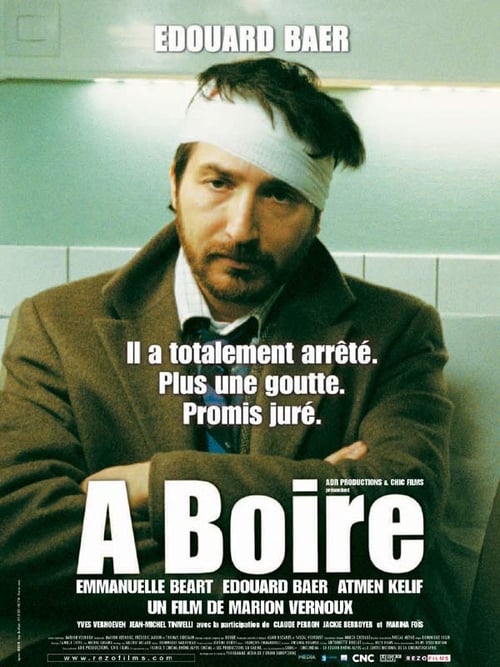 EDOUARD BAER
Il a totalement arrêté.
Plus une goutte.
Promis juré.
ADR PRODUCTIONS & CHIC FILMS
présentent
A Boire
EMMANUELLE BEART EDOUARD BAER ATMEN KELIF
UN FILM DE MARION VERNOUX
YVES VERHOEVEN JEAN-MICHEL TINIVELLI avec la participation de CLAUDE PERRON JACKIE BERROYER et MARINA FOÏS
www.rezofilms.com
CNC
REZOFILMS